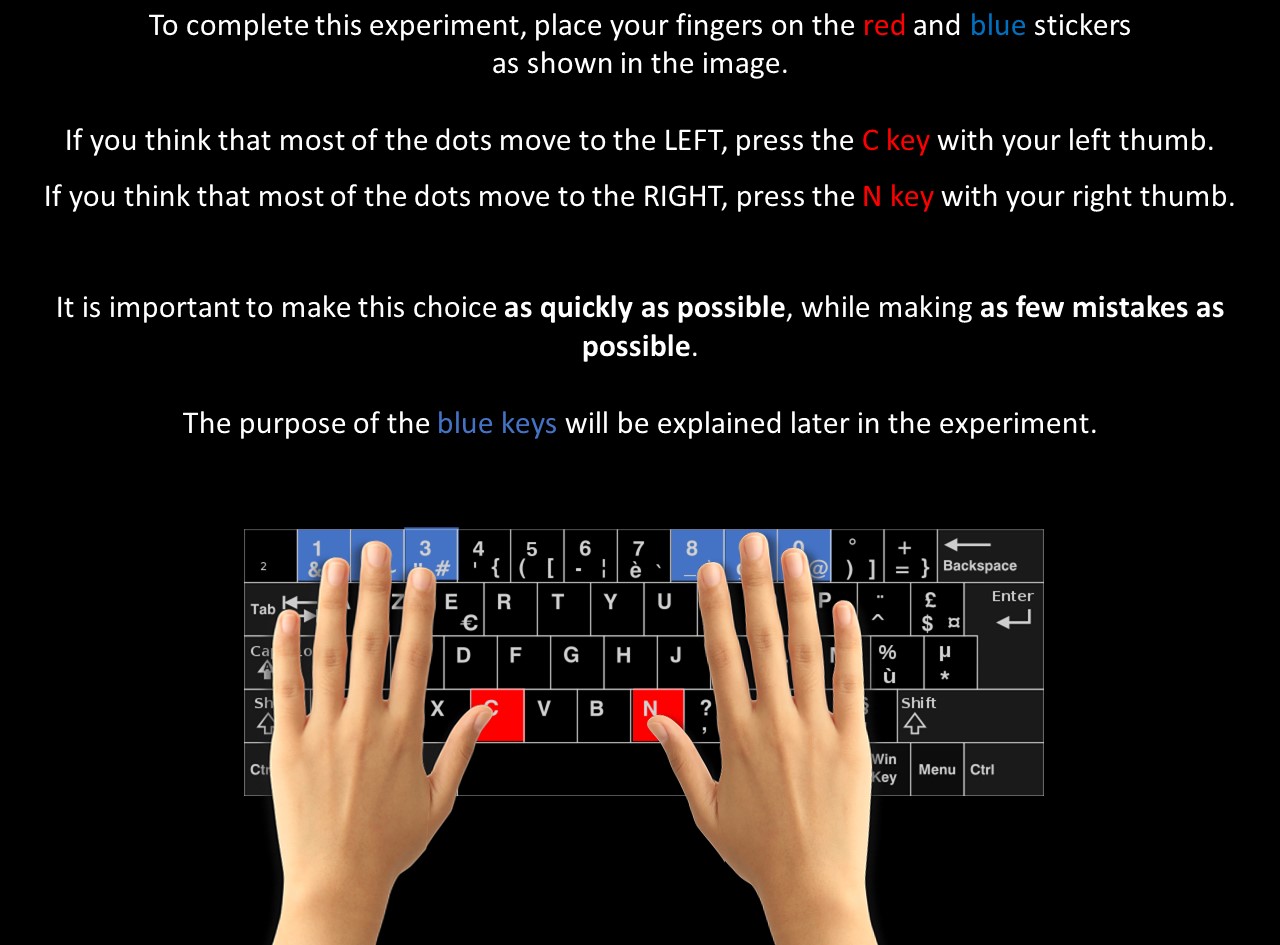 To complete this experiment, place your fingers on the red and blue stickers
as shown in the image.
If you think that most of the dots move to the LEFT, press the C key with your left thumb.
If you think that most of the dots move to the RIGHT, press the N key with your right thumb.
It is important to make this choice as quickly as possible, while making as few mistakes as
possible.
The purpose of the blue keys will be explained later in the experiment.
1 3 4 5 6 7 8 ° + Backspace
2 & " # ' { ( [ - ¦ è ` _ @ ) ] = }
Tab Z E R T Y U P ¨ £ Enter
€ ^ $ ¤
D F G H J % µ
ù *
X C V B N ? Shift
,
Win Key Menu Ctrl